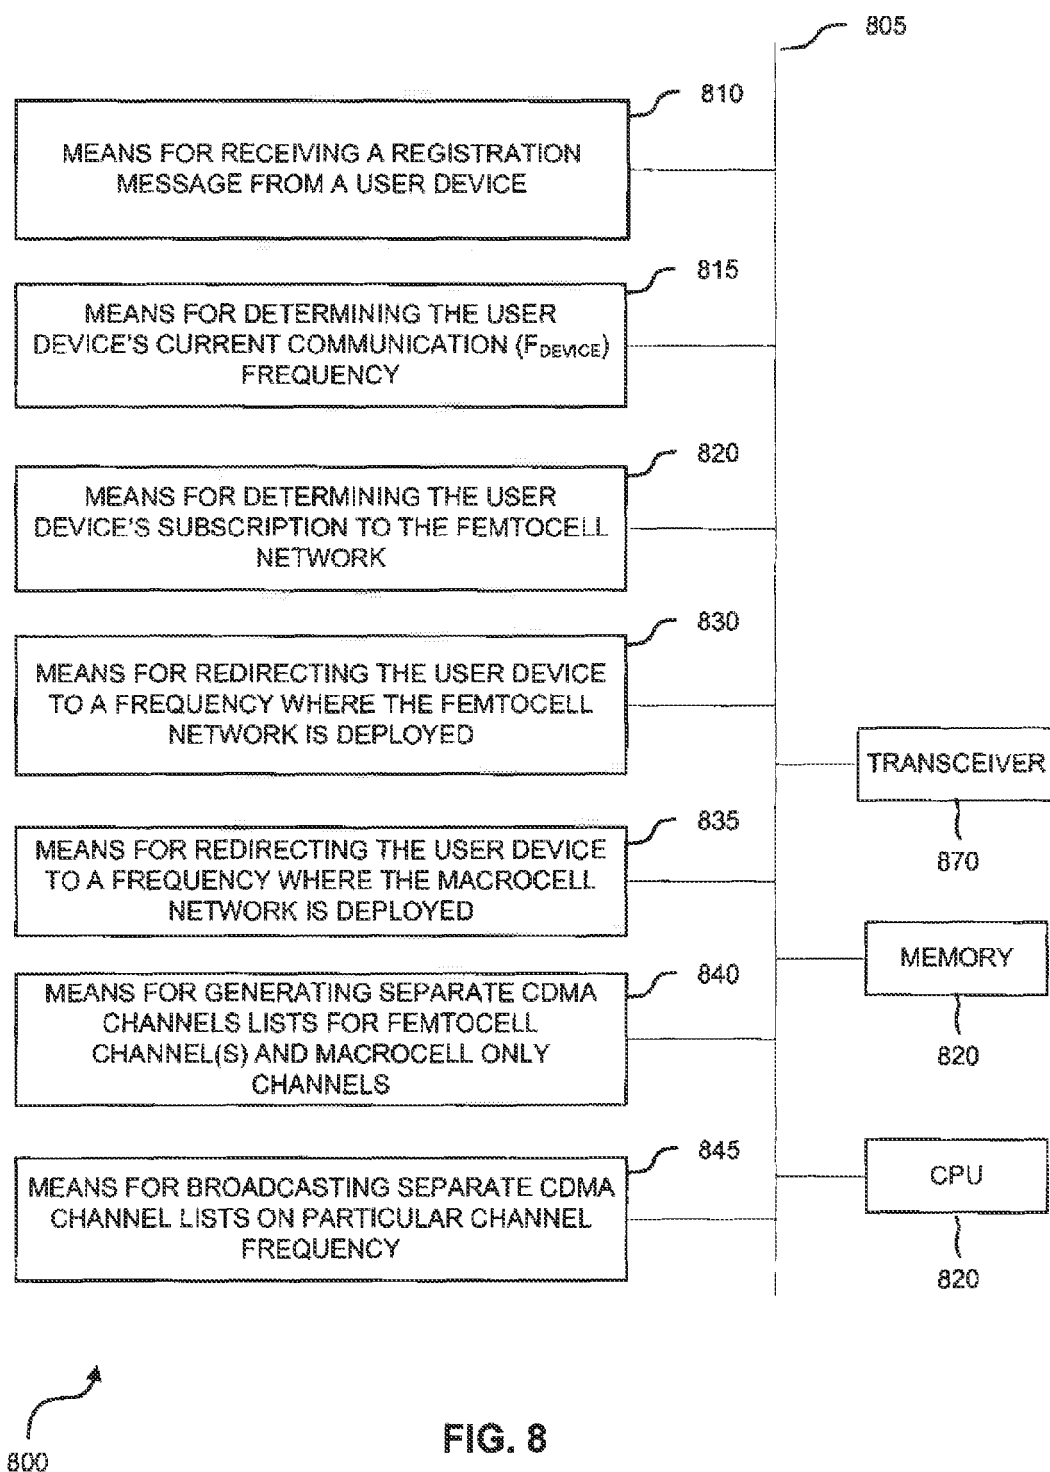 805
810
MEANS FOR RECEIVING A REGISTRATION
MESSAGE FROM A USER DEVICE
815
MEANS FOR DETERMINING THE USER
DEVICE'S CURRENT COMMUNICATION (FDEVICE)
FREQUENCY
820
MEANS FOR DETERMINING THE USER
DEVICE'S SUBSCRIPTION TO THE FEMTOCELL
NETWORK
830
MEANS FOR REDIRECTING THE USER DEVICE
TO A FREQUENCY WHERE THE FEMTOCELL
NETWORK IS DEPLOYED
TRANSCEIVER
870
835
MEANS FOR REDIRECTING THE USER DEVICE
TO A FREQUENCY WHERE THE MACROCELL
NETWORK IS DEPLOYED
MEMORY
820
840
MEANS FOR GENERATING SEPARATE CDMA
CHANNELS LISTS FOR FEMTOCELL
CHANNEL(S) AND MACROCELL ONLY
CHANNELS
845
MEANS FOR BROADCASTING SEPARATE CDMA
CHANNEL LISTS ON PARTICULAR CHANNEL
FREQUENCY
CPU
820
800
FIG. 8